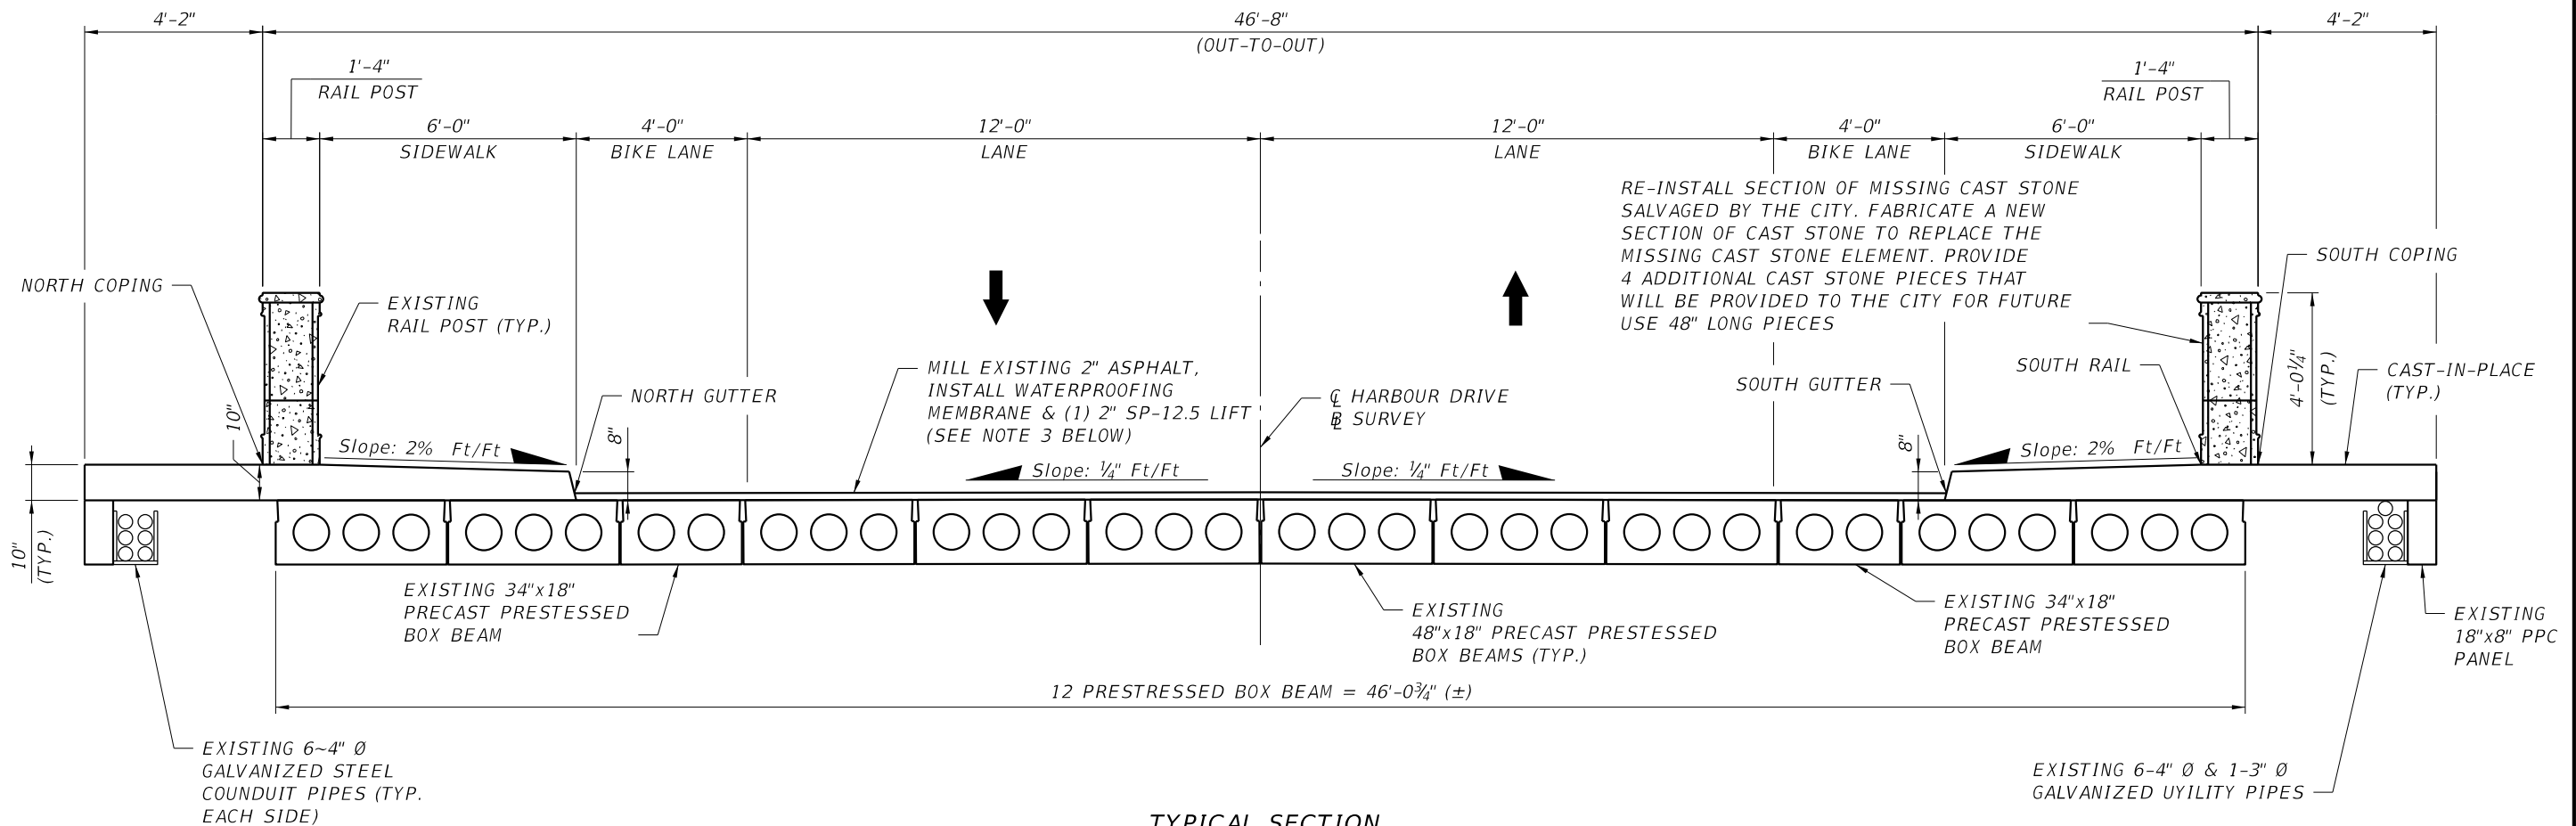 4'-2"
46'-8"
(OUT-TO-OUT)
4'-2"
1'-4"
RAIL POST
1'-4"
RAIL POST
6'-0"
SIDEWALK
4'-0"
BIKE LANE
12'-0"
LANE
12'-0"
LANE
4'-0"
BIKE LANE
6'-0"
SIDEWALK
RE-INSTALL SECTION OF MISSING CAST STONE
SALVAGED BY THE CITY. FABRICATE A NEW
SECTION OF CAST STONE TO REPLACE THE
MISSING CAST STONE ELEMENT. PROVIDE
4 ADDITIONAL CAST STONE PIECES THAT
WILL BE PROVIDED TO THE CITY FOR FUTURE
USE 48" LONG PIECES
NORTH COPING
EXISTING
RAIL POST (TYP.)
SOUTH COPING
MILL EXISTING 2" ASPHALT,
INSTALL WATERPROOFING
MEMBRANE & (1) 2" SP-12.5 LIFT
(SEE NOTE 3 BELOW)
NORTH GUTTER
℄ HARBOUR DRIVE
BL SURVEY
SOUTH GUTTER
SOUTH RAIL
4'-0¼"
(TYP.)
CAST-IN-PLACE
(TYP.)
10"
Slope: 2% Ft/Ft
8"
Slope: ¼" Ft/Ft
Slope: ¼" Ft/Ft
8"
Slope: 2% Ft/Ft
10"
(TYP.)
EXISTING 34"x18"
PRECAST PRESTESSED
BOX BEAM
EXISTING
48"x18" PRECAST PRESTESSED
BOX BEAMS (TYP.)
EXISTING 34"x18"
PRECAST PRESTESSED
BOX BEAM
EXISTING
18"x8" PPC
PANEL
12 PRESTRESSED BOX BEAM = 46'-0¾" (±)
EXISTING 6~4" Ø
GALVANIZED STEEL
COUNDUIT PIPES (TYP.
EACH SIDE)
EXISTING 6-4" Ø & 1-3" Ø
GALVANIZED UYILITY PIPES
TYPICAL SECTION